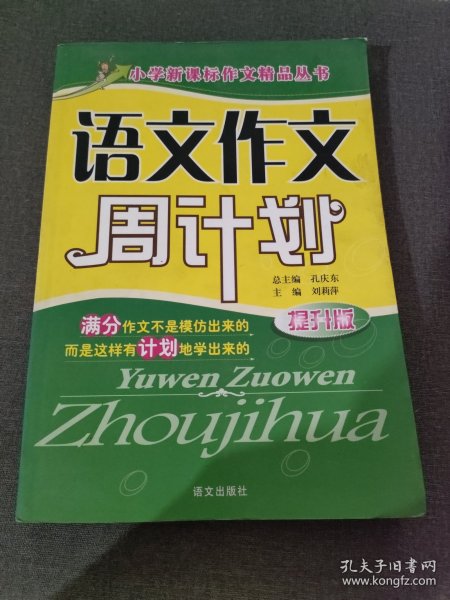 小学新课标作文精品丛书
语文作文
周计划
总主编 孔庆东
主 编 刘莉萍
提升版
满分作文不是模仿出来的
而是这样有计划地学出来的
Yuwen Zuowen
Zhoujihua
语文出版社
孔夫子旧书网
www.kongfz.com